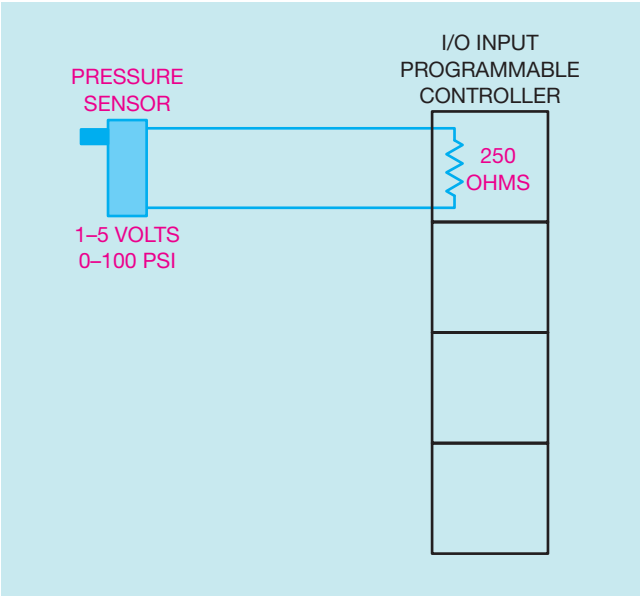 I/O INPUT
PROGRAMMABLE
CONTROLLER
PRESSURE
SENSOR
250
OHMS
1–5 VOLTS
0–100 PSI